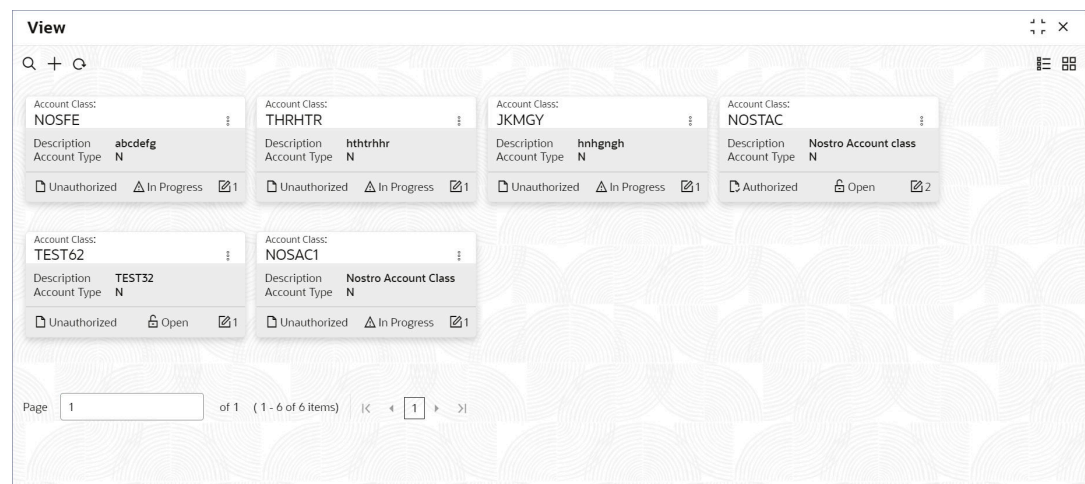 View
Account Class:
NOSFE
Description abcdefg
Account Type N
Unauthorized In Progress 1
Account Class:
THRHTR
Description hthtrhhr
Account Type N
Unauthorized In Progress 1
Account Class:
JKMGY
Description hnhgngh
Account Type N
Unauthorized In Progress 1
Account Class:
NOSTAC
Description Nostro Account class
Account Type N
Authorized Open 2
Account Class:
TEST62
Description TEST32
Account Type N
Unauthorized Open 1
Account Class:
NOSAC1
Description Nostro Account Class
Account Type N
Unauthorized In Progress 1
Page 1 of 1 ( 1 - 6 of 6 items) 1